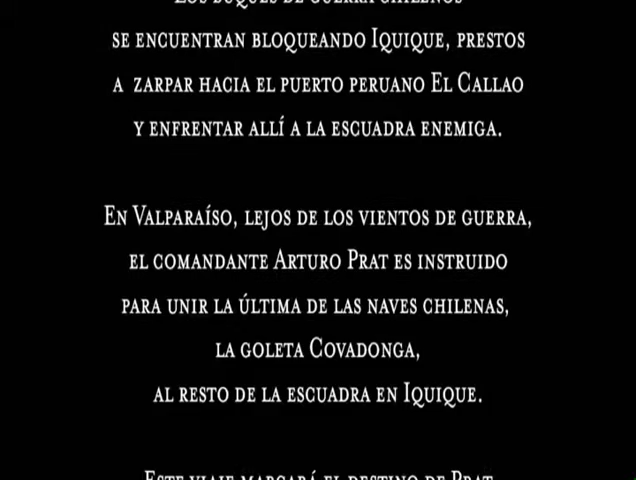 Los buques de guerra chilenos
se encuentran bloqueando Iquique, prestos
a zarpar hacia el puerto peruano El Callao
y enfrentar allí a la escuadra enemiga.
En Valparaíso, lejos de los vientos de guerra,
el comandante Arturo Prat es instruido
para unir la última de las naves chilenas,
la goleta Covadonga,
al resto de la escuadra en Iquique.
Este viaje marcará el destino de Prat